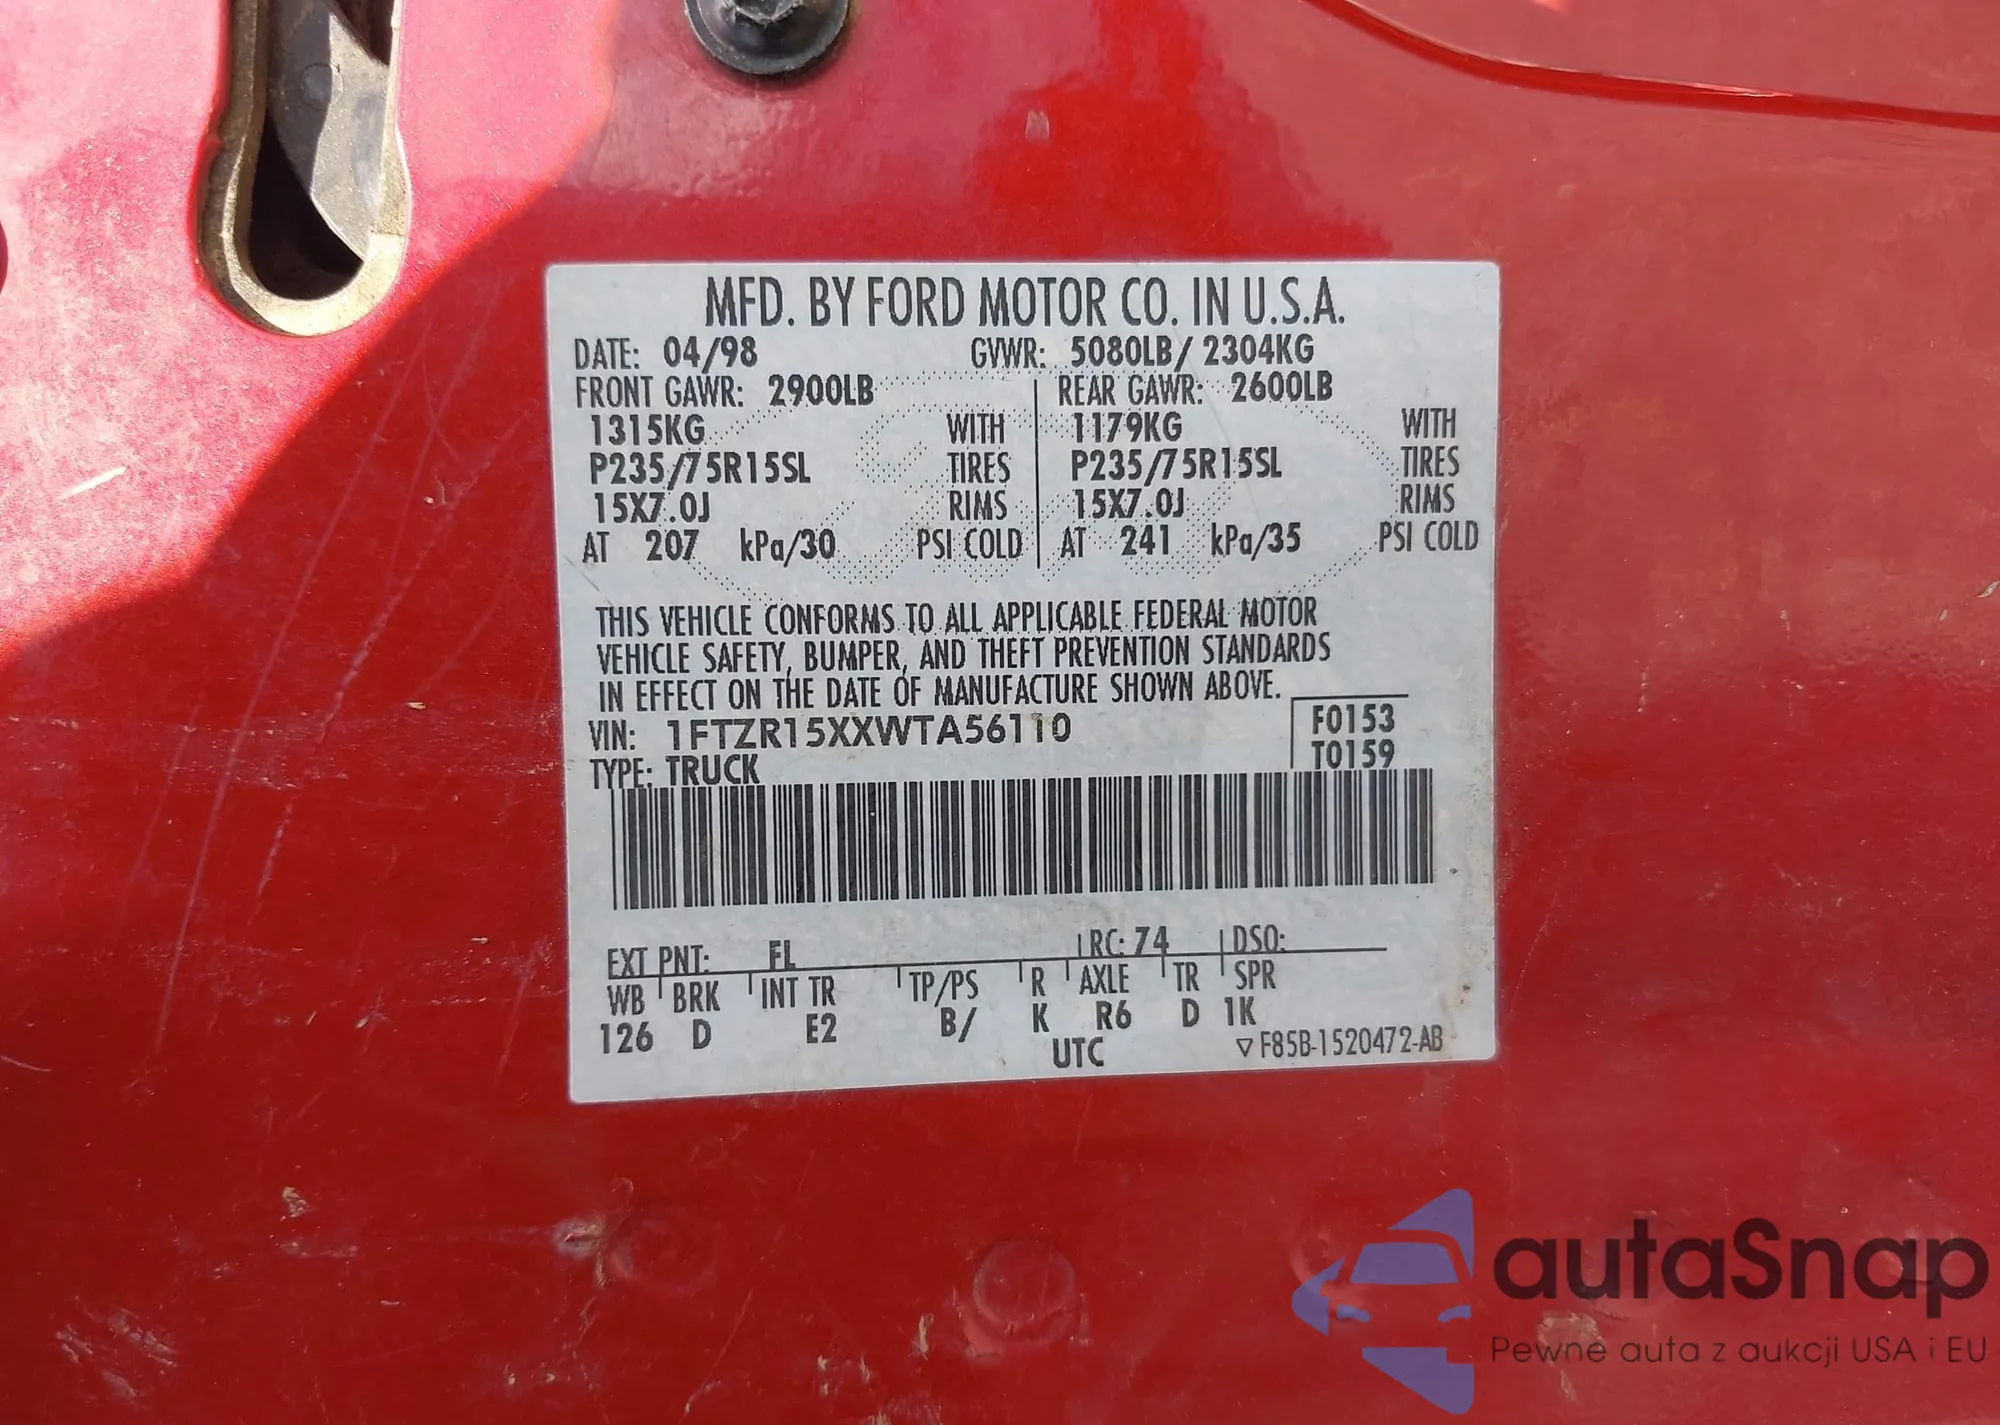 MFD. BY FORD MOTOR CO. IN U.S.A.
DATE: 04/98 GVWR: 5080LB/ 2304KG
FRONT GAWR: 2900LB REAR GAWR: 2600LB
1315KG WITH 1179KG WITH
P235/75R15SL TIRES P235/75R15SL TIRES
15X7.0J RIMS 15X7.0J RIMS
AT 207 kPa/30 PSI COLD AT 241 kPa/35 PSI COLD
THIS VEHICLE CONFORMS TO ALL APPLICABLE FEDERAL MOTOR
VEHICLE SAFETY, BUMPER, AND THEFT PREVENTION STANDARDS
IN EFFECT ON THE DATE OF MANUFACTURE SHOWN ABOVE.
VIN: 1FTZR15XXWTA56110 F0153
TYPE: TRUCK T0159
EXT PNT: EL RC: 74 DSO:
WB BRK INT TR TP/PS R AXLE TR SPR
126 D E2 B/ K R6 D 1K
UTC ▽F85B-1520472-AB
autaSnap
Pewne auta z aukcji USA i EU